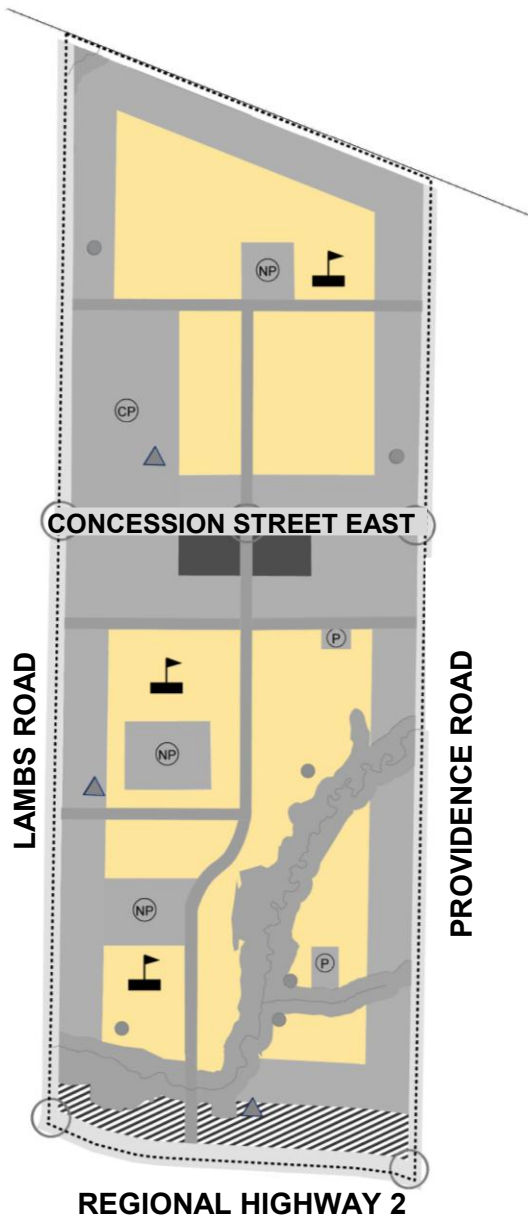 NP
CP
CONCESSION STREET EAST
P
NP
LAMBS ROAD
PROVIDENCE ROAD
NP
P
REGIONAL HIGHWAY 2